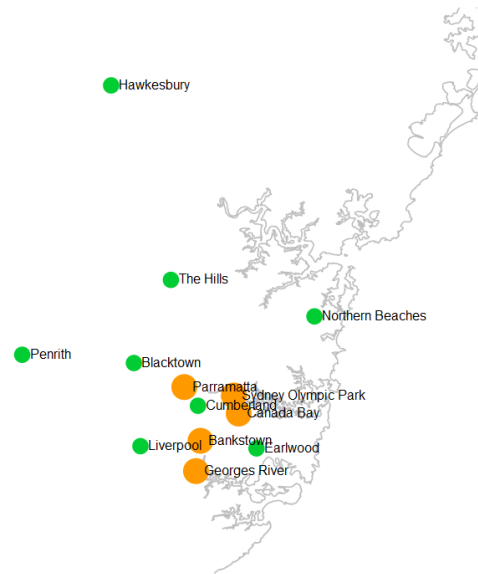 Hawkesbury
The Hills
Northern Beaches
Penrith
Blacktown
Parramatta
Sydney Olympic Park
Cumberland
Canada Bay
Bankstown
Liverpool
Earlwood
Georges River